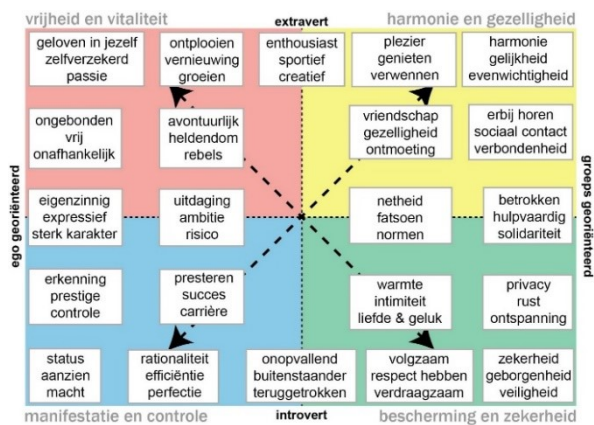 vrijheid en vitaliteit
extravert
harmonie en gezelligheid
geloven in jezelf
zelfverzekerd
passie
ontplooien
vernieuwing
groeien
enthousiast
sportief
creatief
plezier
genieten
verwennen
harmonie
gelijkheid
evenwichtigheid
ongebonden
vrij
onafhankelijk
avontuurlijk
heldendom
rebels
vriendschap
gezelligheid
ontmoeting
erbij horen
sociaal contact
verbondenheid
ego georiënteerd
groeps georiënteerd
eigenzinnig
expressief
sterk karakter
uitdaging
ambitie
risico
netheid
fatsoen
normen
betrokken
hulpvaardig
solidariteit
erkenning
prestige
controle
presteren
succes
carrière
warmte
intimiteit
liefde & geluk
privacy
rust
ontspanning
status
aanzien
macht
rationaliteit
efficiëntie
perfectie
onopvallend
buitenstaander
teruggetrokken
volgzaam
respect hebben
verdraagzaam
zekerheid
geborgenheid
veiligheid
manifestatie en controle
introvert
bescherming en zekerheid